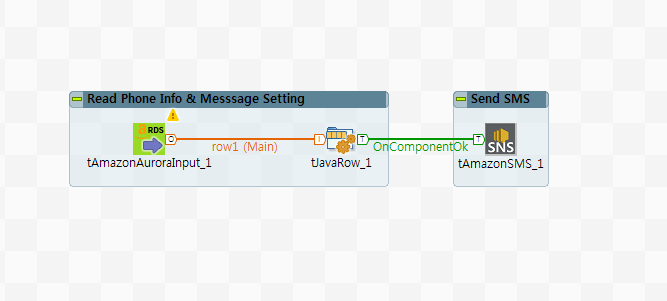 Read Phone Info & Messsage Setting
Send SMS
RDS
O
row1 (Main)
I
T
OnComponentOk
T
SNS
tAmazonAuroraInput_1
tJavaRow_1
tAmazonSMS_1